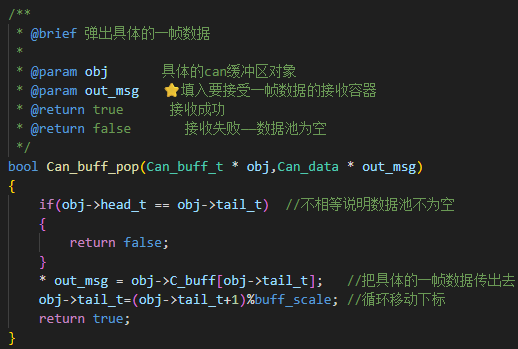 /**
 * @brief 弹出具体的一帧数据
 *
 * @param obj 具体的can缓冲区对象
 * @param out_msg ⭐填入要接受一帧数据的接收容器
 * @return true 接收成功
 * @return false 接收失败——数据池为空
 */
bool Can_buff_pop(Can_buff_t * obj,Can_data * out_msg)
{
    if(obj->head_t == obj->tail_t) //不相等说明数据池不为空
    {
        return false;
    }
    * out_msg = obj->C_buff[obj->tail_t]; //把具体的一帧数据传出去
    obj->tail_t=(obj->tail_t+1)%buff_scale; //循环移动下标
    return true;
}